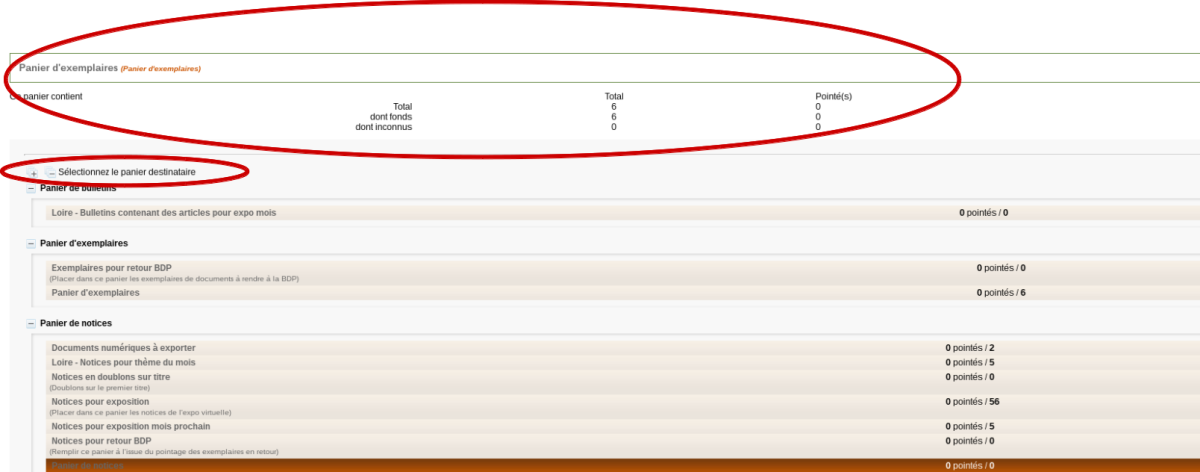 Panier d'exemplaires (Panier d'exemplaires)
Ce panier contient Total Pointé(s)
Total 6 0
dont fonds 6 0
dont inconnus 0 0
Sélectionnez le panier destinataire
Panier de bulletins
Loire - Bulletins contenant des articles pour expo mois 0 pointés / 0
Panier d'exemplaires
Exemplaires pour retour BDP 0 pointés / 0
(Placer dans ce panier les exemplaires de documents à rendre à la BDP)
Panier d'exemplaires 0 pointés / 6
Panier de notices
Documents numériques à exporter 0 pointés / 2
Loire - Notices pour thème du mois 0 pointés / 5
Notices en doublons sur titre 0 pointés / 0
(Doublons sur le premier titre)
Notices pour exposition 0 pointés / 56
(Placer dans ce panier les notices de l'expo virtuelle)
Notices pour exposition mois prochain 0 pointés / 5
Notices pour retour BDP 0 pointés / 0
(Remplir ce panier à l'issue du pointage des exemplaires en retour)
Panier de notices 0 pointés / 0